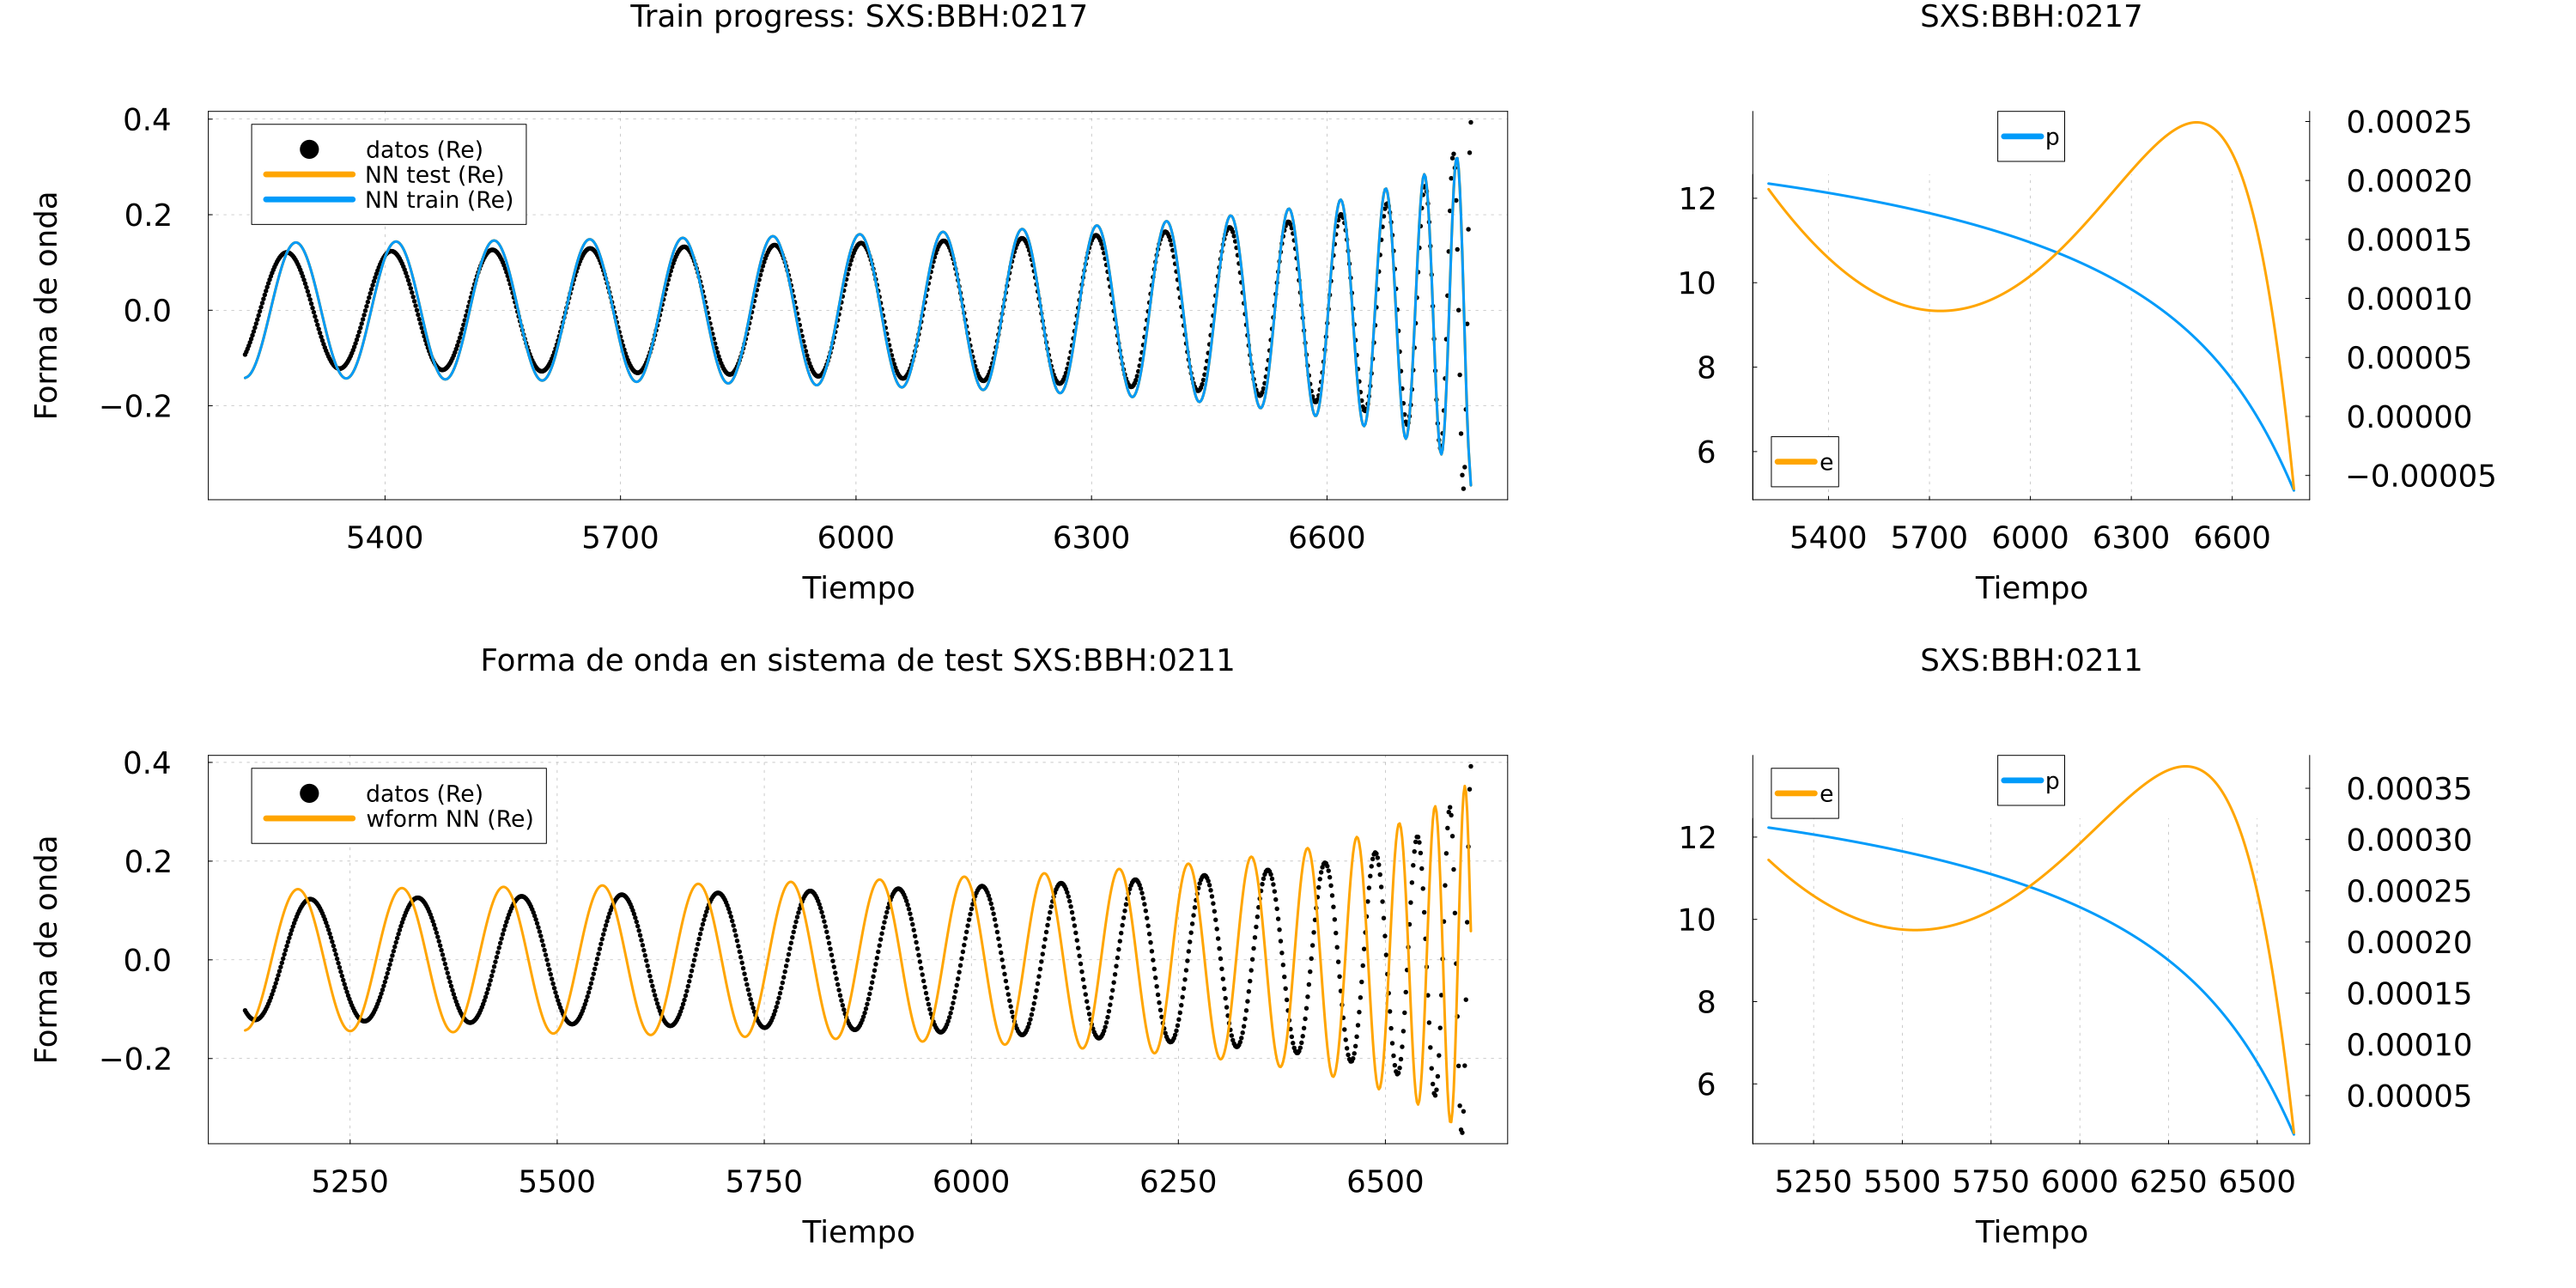 Train progress: SXS:BBH:0217
0.4
0.2
0.0
−0.2
Forma de onda
datos (Re)
NN test (Re)
NN train (Re)
5400 5700 6000 6300 6600
Tiempo
SXS:BBH:0217
12
10
8
6
p
e
0.00025
0.00020
0.00015
0.00010
0.00005
0.00000
−0.00005
5400 5700 6000 6300 6600
Tiempo
Forma de onda en sistema de test SXS:BBH:0211
0.4
0.2
0.0
−0.2
Forma de onda
datos (Re)
wform NN (Re)
5250 5500 5750 6000 6250 6500
Tiempo
SXS:BBH:0211
12
10
8
6
e
p
0.00035
0.00030
0.00025
0.00020
0.00015
0.00010
0.00005
5250 5500 5750 6000 6250 6500
Tiempo